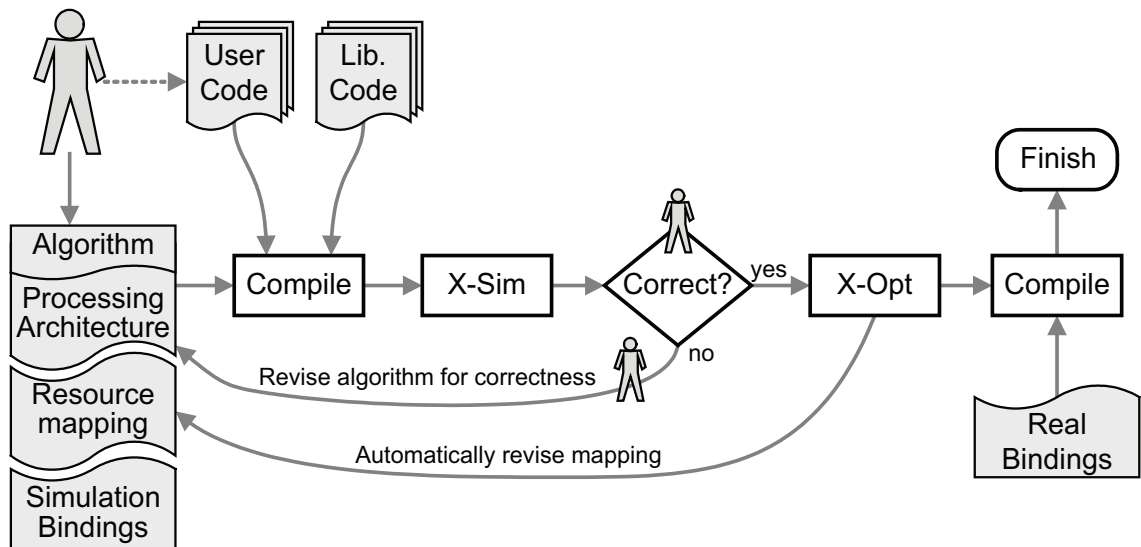 User
Code
Lib.
Code
Finish
Algorithm
Processing
Architecture
Resource
mapping
Simulation
Bindings
Compile
X-Sim
Correct?
yes
no
X-Opt
Compile
Revise algorithm for correctness
Automatically revise mapping
Real
Bindings